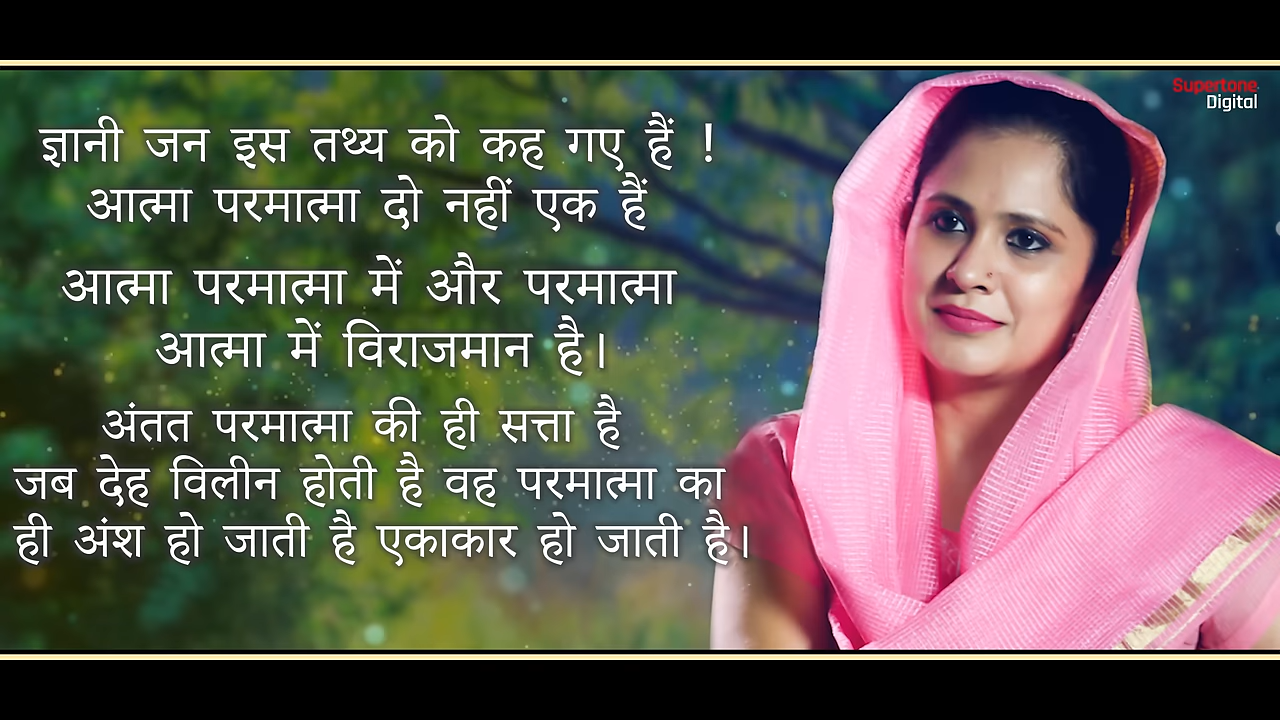 ज्ञानी जन इस तथ्य को कह गए हैं !
आत्मा परमात्मा दो नहीं एक हैं
आत्मा परमात्मा में और परमात्मा
आत्मा में विराजमान है।
अंतत परमात्मा की ही सत्ता है
जब देह विलीन होती है वह परमात्मा का
ही अंश हो जाती है एकाकार हो जाती है।
Supertone
Digital